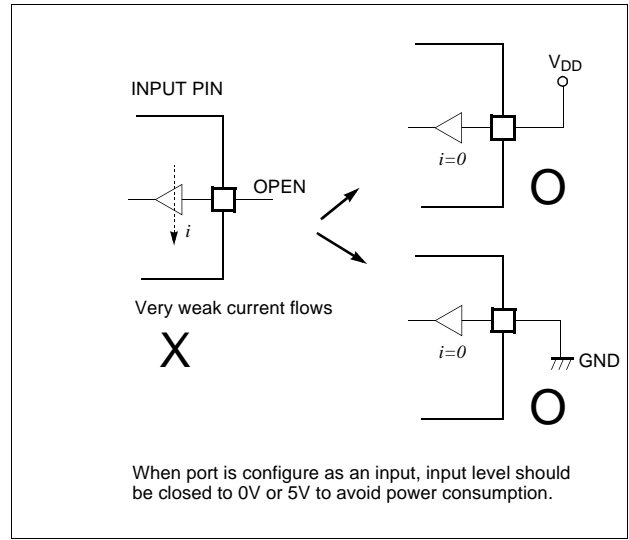 INPUT PIN
OPEN
i
Very weak current flows
X
VDD
i=0
O
i=0
GND
O
When port is configure as an input, input level should
be closed to 0V or 5V to avoid power consumption.